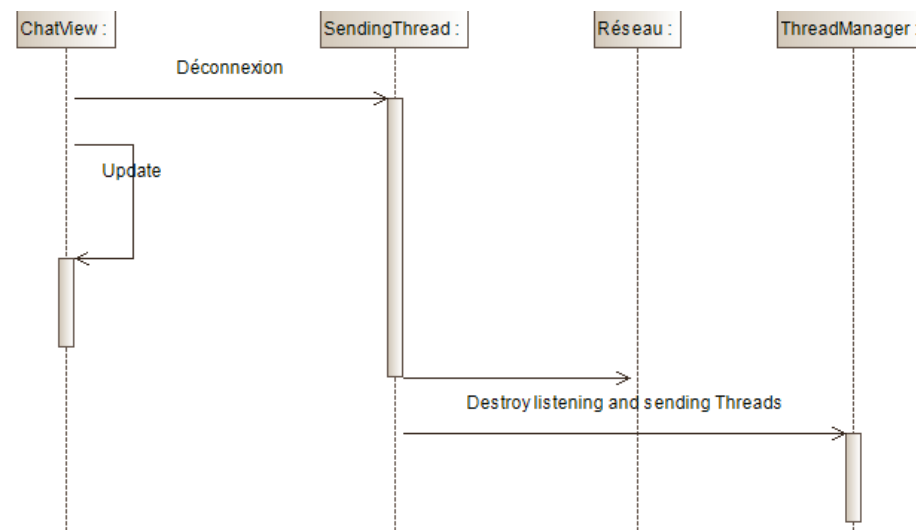 ChatView :
SendingThread :
Réseau :
ThreadManager :
Déconnexion
Update
Destroy listening and sending Threads